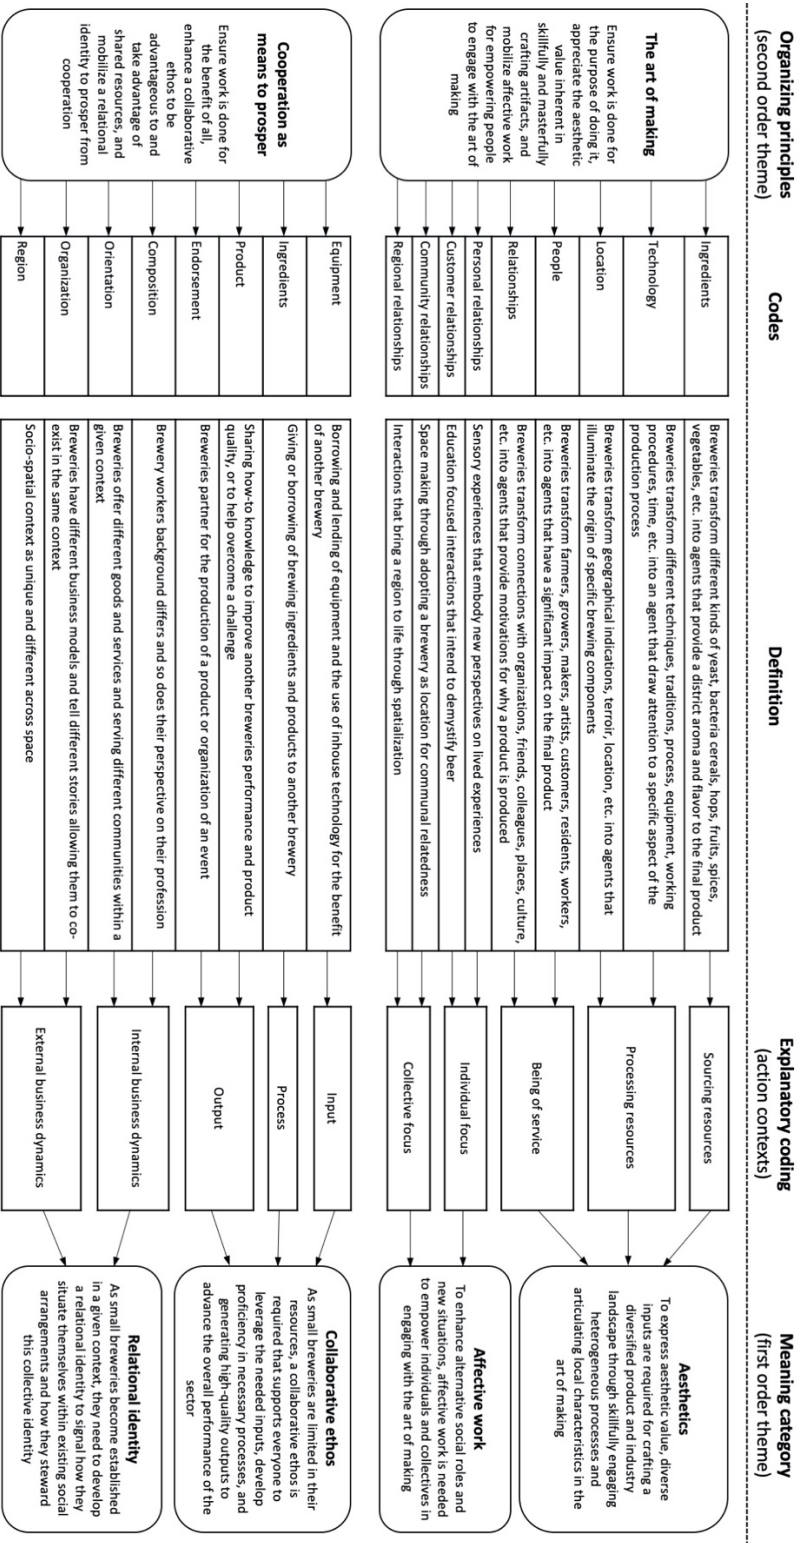 Organizing principles
(second order theme)
Codes
Definition
Explanatory coding
(action contexts)
Meaning category
(first order theme)
The art of making
Ensure work is done for
the purpose of doing it,
appreciate the aesthetic
value inherent in
skillfully and masterfully
crafting artifacts, and
mobilize affective work
for empowering people
to engage with the art of
making
Ingredients
Technology
Location
People
Relationships
Personal relationships
Customer relationships
Community relationships
Regional relationships
Breweries transform different kinds of yeast, bacteria cereals, hops, fruits, spices,
vegetables, etc. into agents that provide a district aroma and flavor to the final product
Breweries transform different techniques, traditions, process, equipment, working
procedures, time, etc. into an agent that draw attention to a specific aspect of the
production process
Breweries transform geographical indications, terroir, location, etc. into agents that
illuminate the origin of specific brewing components
Breweries transform farmers, growers, makers, artists, customers, residents, workers,
etc. into agents that have a significant impact on the final product
Breweries transform connections with organizations, friends, colleagues, places, culture,
etc. into agents that provide motivations for why a product is produced
Sensory experiences that embody new perspectives on lived experiences
Education focused interactions that intend to demystify beer
Space making through adopting a brewery as location for communal relatedness
Interactions that bring a region to life through spatialization
Sourcing resources
Processing resources
Being of service
Individual focus
Collective focus
Aesthetics
To express aesthetic value, diverse
inputs are required for crafting a
diversified product and industry
landscape through skillfully engaging
heterogeneous processes and
articulating local characteristics in the
art of making
Affective work
To enhance alternative social roles and
new situations, affective work is needed
to empower individuals and collectives in
engaging with the art of making
Cooperation as
means to prosper
Ensure work is done for
the benefit of all,
enhance a collaborative
ethos to be
advantageous to and
take advantage of
shared resources, and
mobilize a relational
identity to prosper from
cooperation
Equipment
Ingredients
Product
Endorsement
Composition
Orientation
Organization
Region
Borrowing and lending of equipment and the use of inhouse technology for the benefit
of another brewery
Giving or borrowing of brewing ingredients and products to another brewery
Sharing how-to knowledge to improve another breweries performance and product
quality, or to help overcome a challenge
Breweries partner for the production of a product or organization of an event
Brewery workers background differs and so does their perspective on their profession
Breweries offer different goods and services and serving different communities within a
given context
Breweries have different business models and tell different stories allowing them to co-
exist in the same context
Socio-spatial context as unique and different across space
Input
Process
Output
Internal business dynamics
External business dynamics
Collaborative ethos
As small breweries are limited in their
resources, a collaborative ethos is
required that supports everyone to
leverage the needed inputs, develop
proficiency in necessary processes, and
generating high-quality outputs to
advance the overall performance of the
sector
Relational identity
As small breweries become established
in a given context, they need to develop
a relational identity to signal how they
situate themselves within existing social
arrangements and how they steward
this collective identity